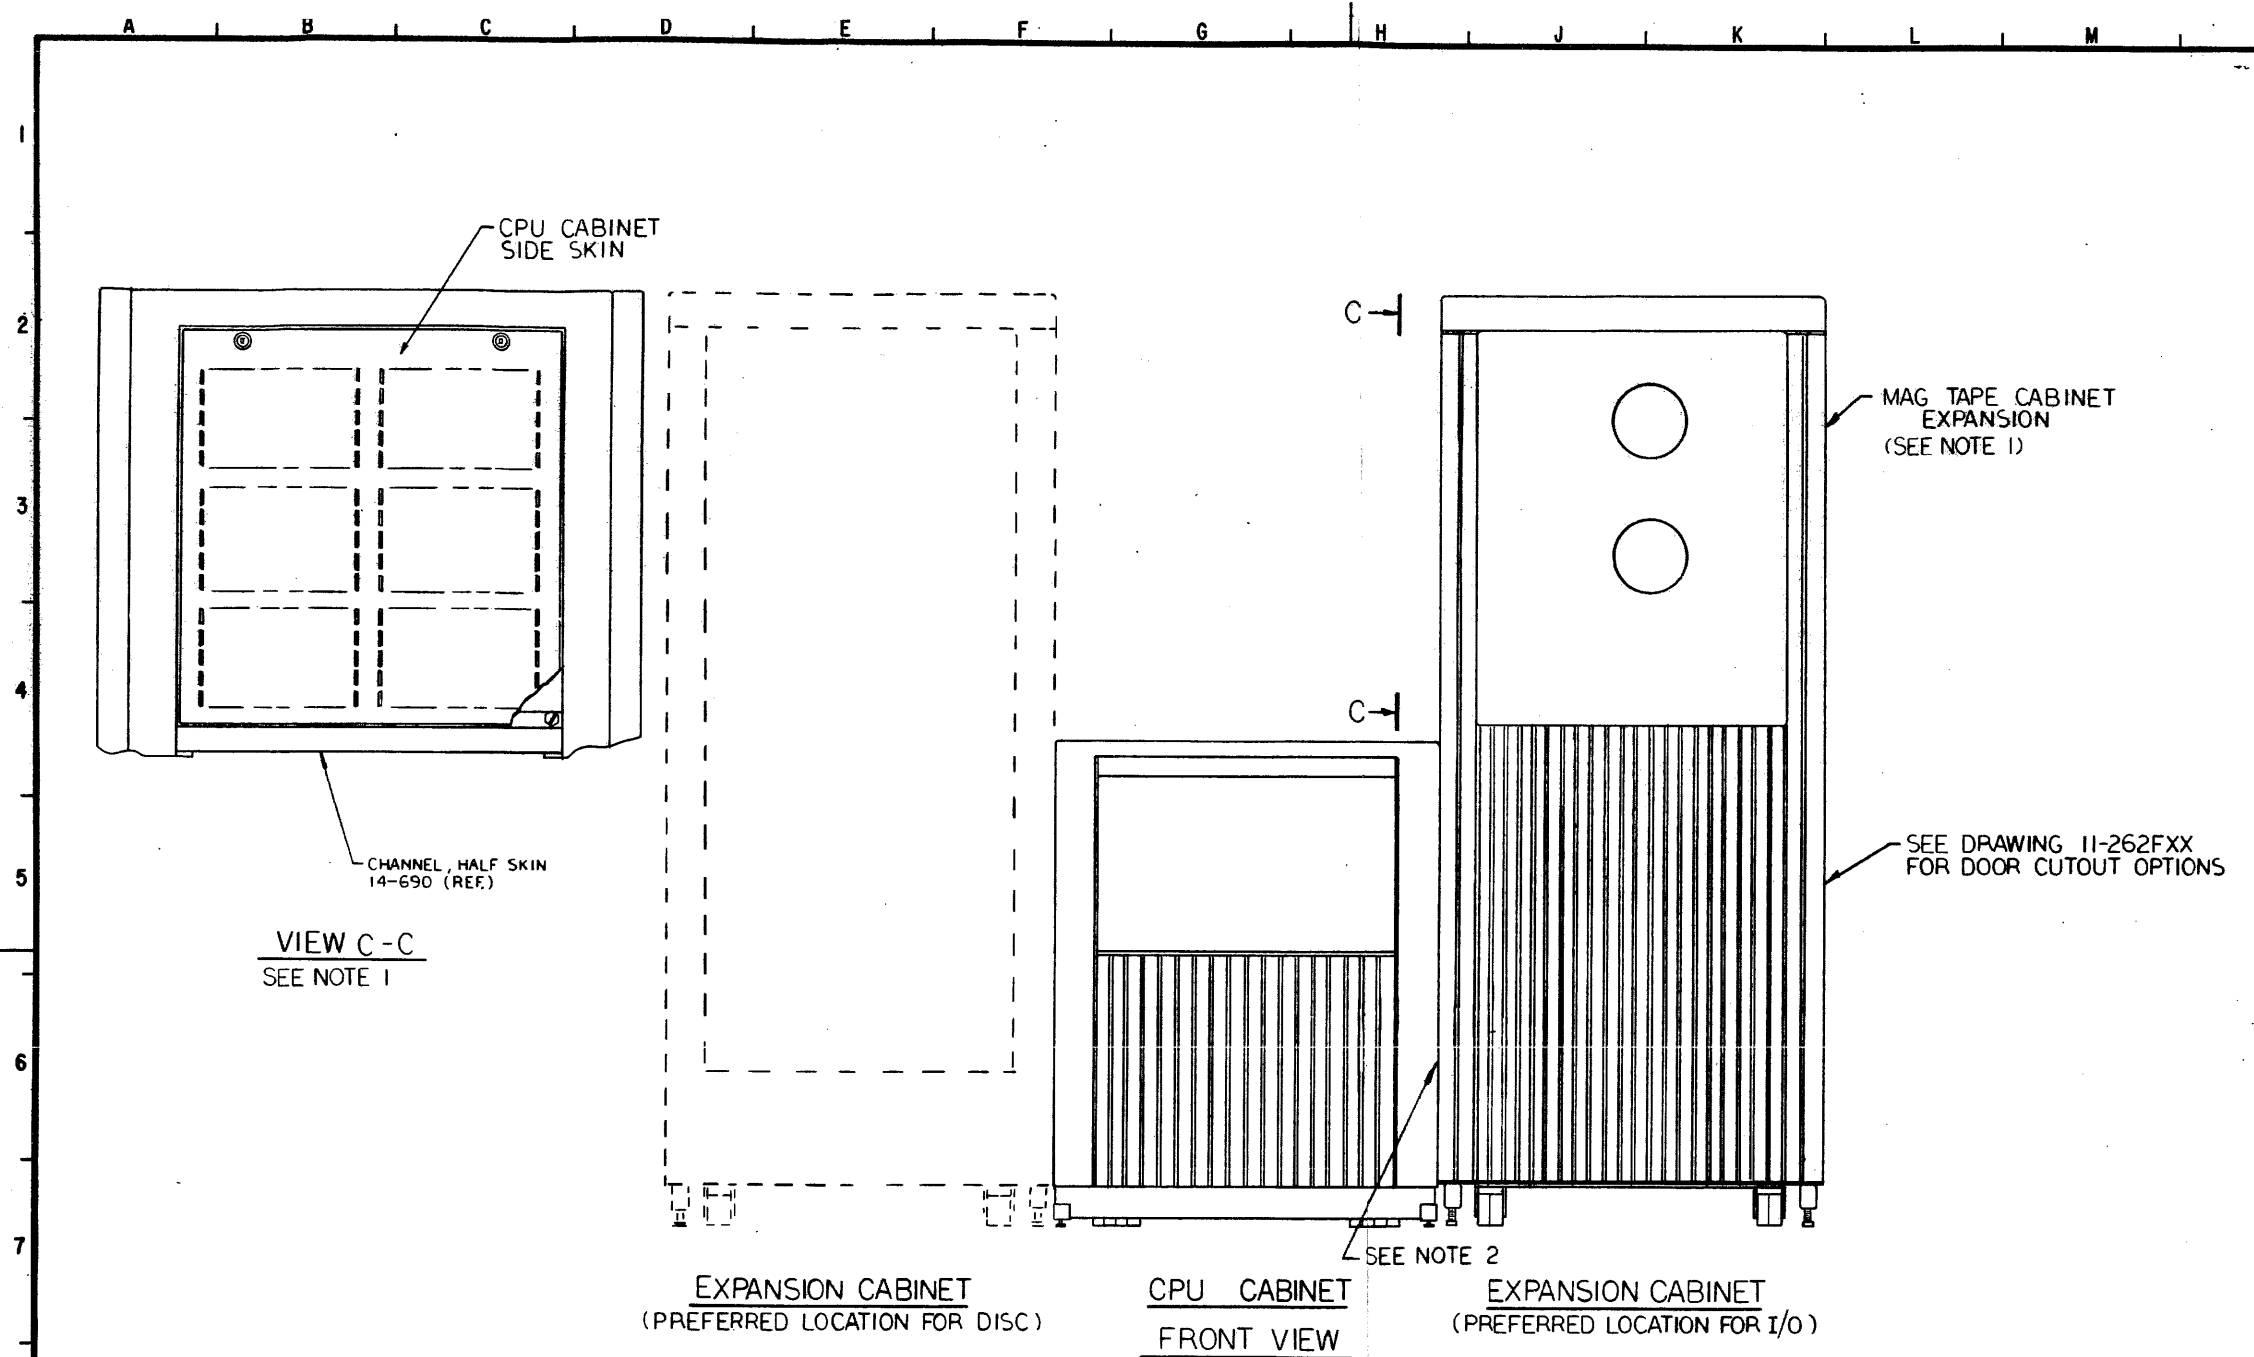 A B C D E F G H J K L M
1
2
3
4
5
6
7
CPU CABINET
SIDE SKIN
CHANNEL, HALF SKIN
14-690 (REF.)
VIEW C-C
SEE NOTE 1
C
C
MAG TAPE CABINET
EXPANSION
(SEE NOTE 1)
SEE DRAWING 11-262FXX
FOR DOOR CUTOUT OPTIONS
SEE NOTE 2
EXPANSION CABINET
(PREFERRED LOCATION FOR DISC)
CPU CABINET
FRONT VIEW
EXPANSION CABINET
(PREFERRED LOCATION FOR I/O)